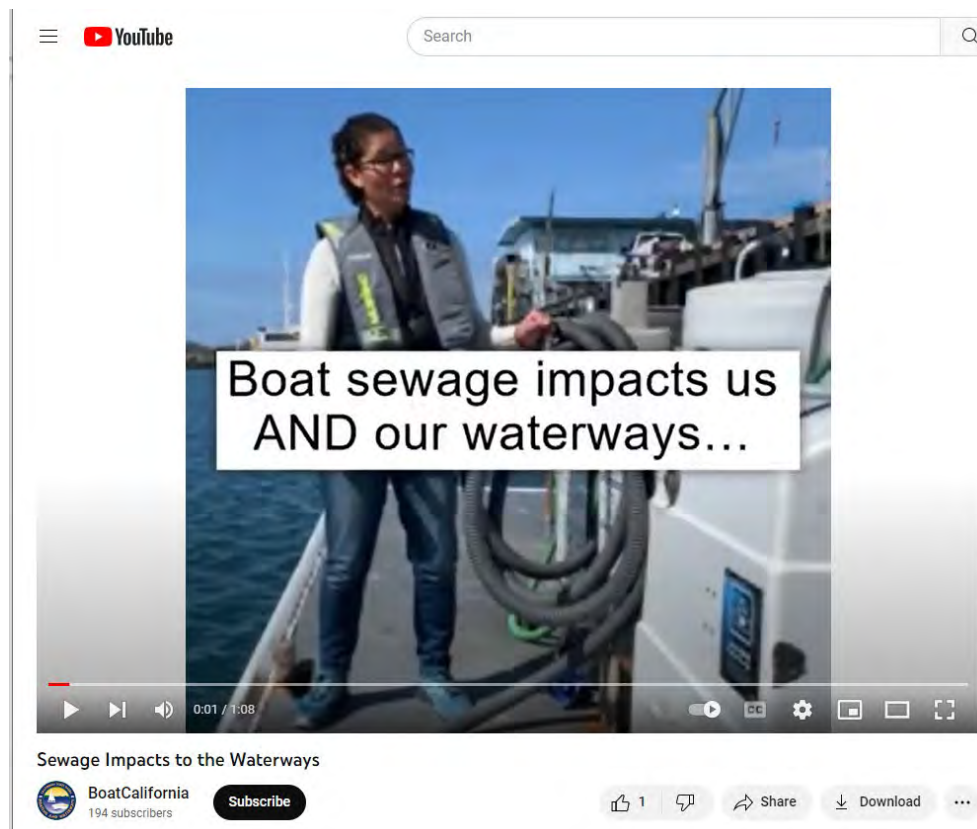 YouTube
Search
Boat sewage impacts us
AND our waterways...
0:01 / 1:08
CC
Sewage Impacts to the Waterways
BoatCalifornia
194 subscribers
Subscribe
1
Share
Download